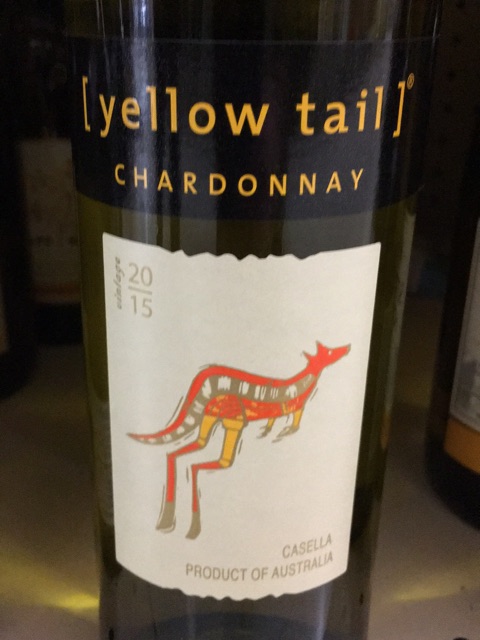 [ yellow tail ]®
CHARDONNAY
vintage
20
15
CASELLA
PRODUCT OF AUSTRALIA